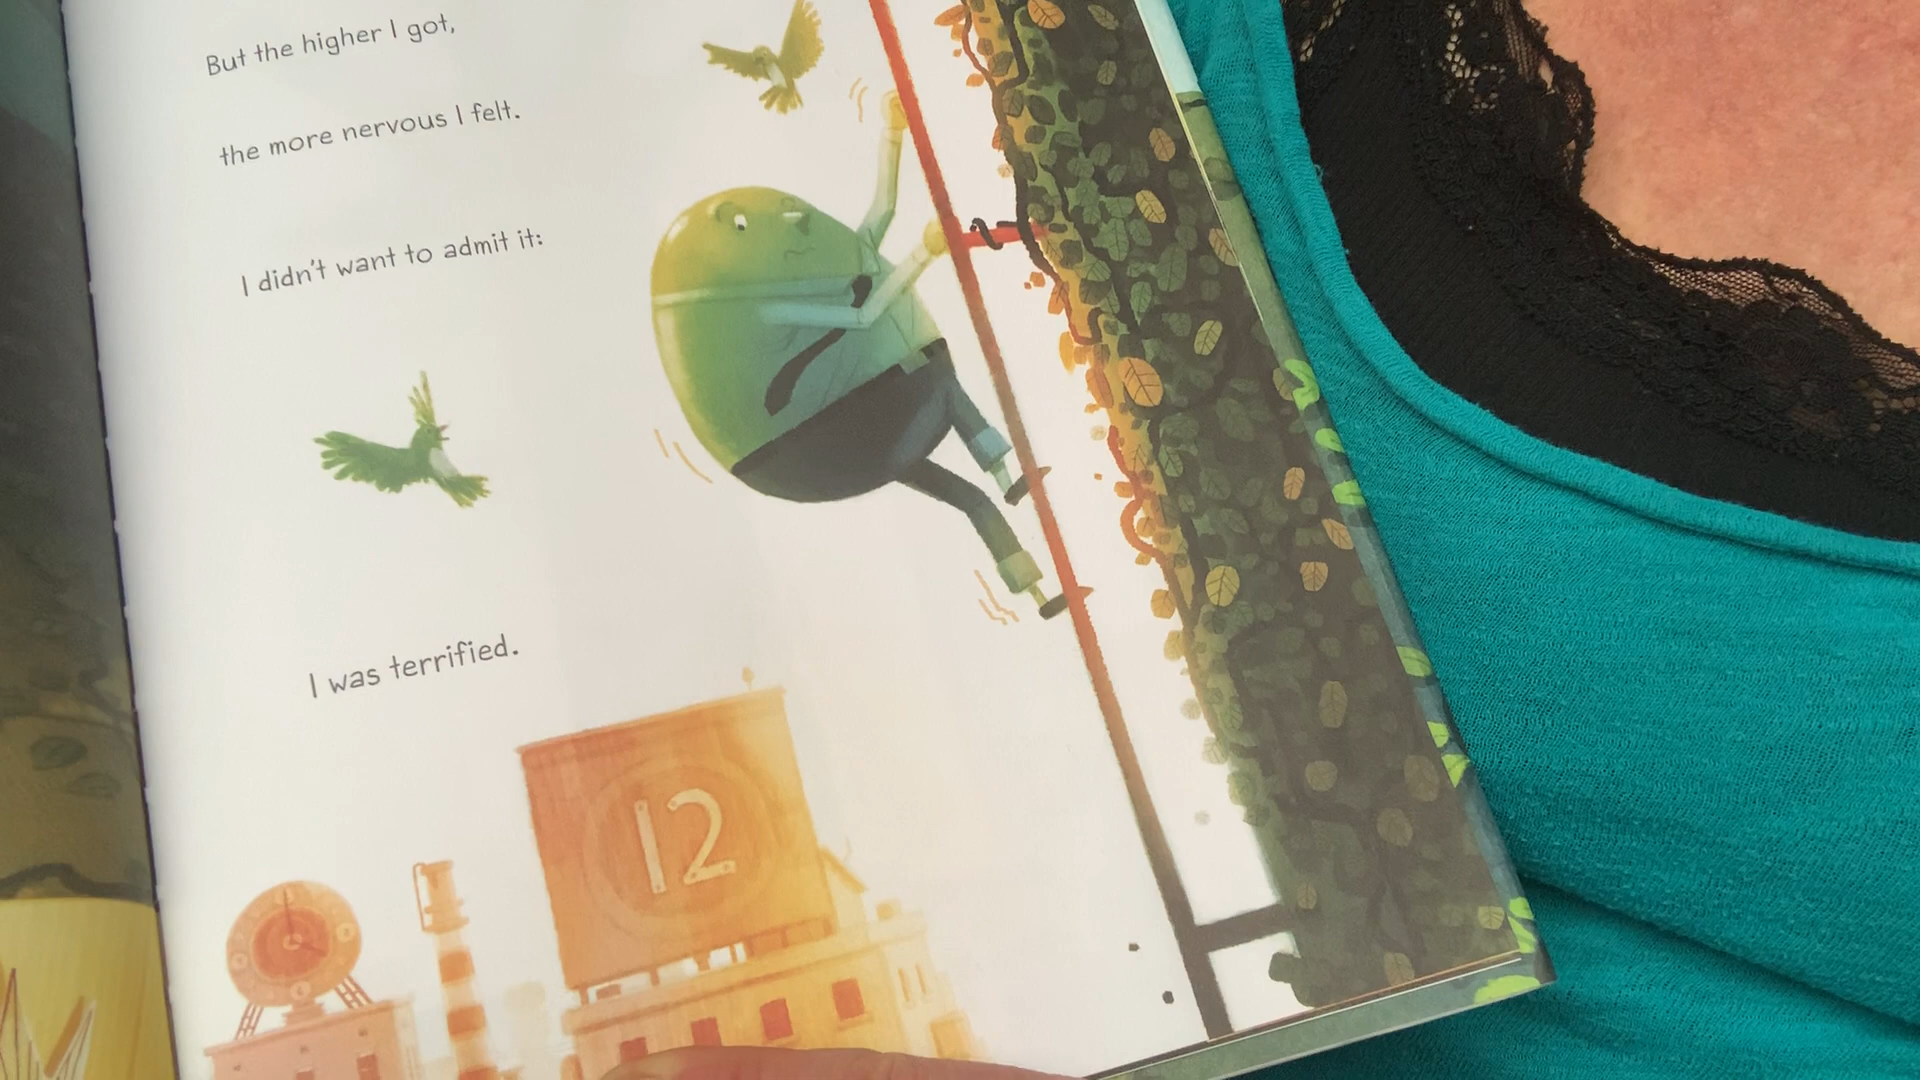 But the higher I got,
the more nervous I felt.
I didn't want to admit it:
I was terrified.
12